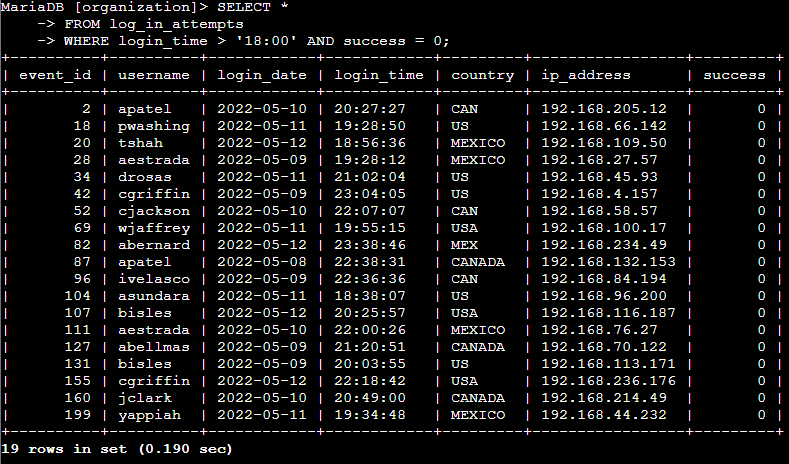 MariaDB [organization]> SELECT *
    -> FROM log_in_attempts
    -> WHERE login_time > '18:00' AND success = 0;
+----------+----------+------------+------------+---------+-----------------+---------+
| event_id | username | login_date | login_time | country | ip_address      | success |
+----------+----------+------------+------------+---------+-----------------+---------+
|        2 | apatel   | 2022-05-10 | 20:27:27   | CAN     | 192.168.205.12  |       0 |
|       18 | pwashing | 2022-05-11 | 19:28:50   | US      | 192.168.66.142  |       0 |
|       20 | tshah    | 2022-05-12 | 18:56:36   | MEXICO  | 192.168.109.50  |       0 |
|       28 | aestrada | 2022-05-09 | 19:28:12   | MEXICO  | 192.168.27.57   |       0 |
|       34 | drosas   | 2022-05-11 | 21:02:04   | US      | 192.168.45.93   |       0 |
|       42 | cgriffin | 2022-05-09 | 23:04:05   | US      | 192.168.4.157   |       0 |
|       52 | cjackson | 2022-05-10 | 22:07:07   | CAN     | 192.168.58.57   |       0 |
|       69 | wjaffrey | 2022-05-11 | 19:55:15   | USA     | 192.168.100.17  |       0 |
|       82 | abernard | 2022-05-12 | 23:38:46   | MEX     | 192.168.234.49  |       0 |
|       87 | apatel   | 2022-05-08 | 22:38:31   | CANADA  | 192.168.132.153 |       0 |
|       96 | ivelasco | 2022-05-09 | 22:36:36   | CAN     | 192.168.84.194  |       0 |
|      104 | asundara | 2022-05-11 | 18:38:07   | US      | 192.168.96.200  |       0 |
|      107 | bisles   | 2022-05-12 | 20:25:57   | USA     | 192.168.116.187 |       0 |
|      111 | aestrada | 2022-05-10 | 22:00:26   | MEXICO  | 192.168.76.27   |       0 |
|      127 | abellmas | 2022-05-09 | 21:20:51   | CANADA  | 192.168.70.122  |       0 |
|      131 | bisles   | 2022-05-09 | 20:03:55   | US      | 192.168.113.171 |       0 |
|      155 | cgriffin | 2022-05-12 | 22:18:42   | USA     | 192.168.236.176 |       0 |
|      160 | jclark   | 2022-05-10 | 20:49:00   | CANADA  | 192.168.214.49  |       0 |
|      199 | yappiah  | 2022-05-11 | 19:34:48   | MEXICO  | 192.168.44.232  |       0 |
+----------+----------+------------+------------+---------+-----------------+---------+
19 rows in set (0.190 sec)